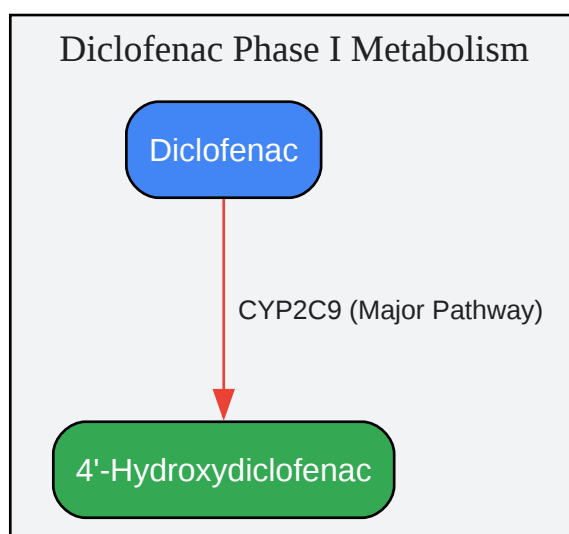 Diclofenac Phase I Metabolism
Diclofenac
CYP2C9 (Major Pathway)
4'-Hydroxydiclofenac